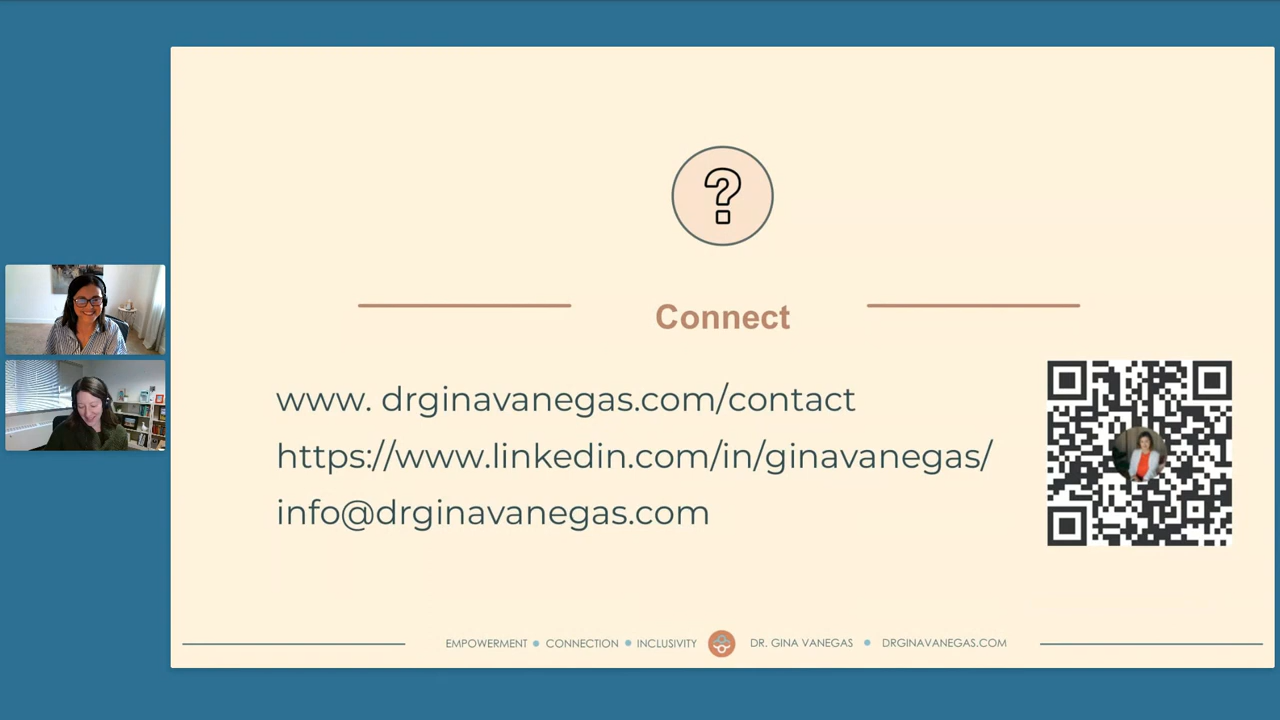 ?
Connect
www. drginavanegas.com/contact
https://www.linkedin.com/in/ginavanegas/
info@drginavanegas.com
EMPOWERMENT • CONNECTION • INCLUSIVITY DR. GINA VANEGAS • DRGINAVANEGAS.COM